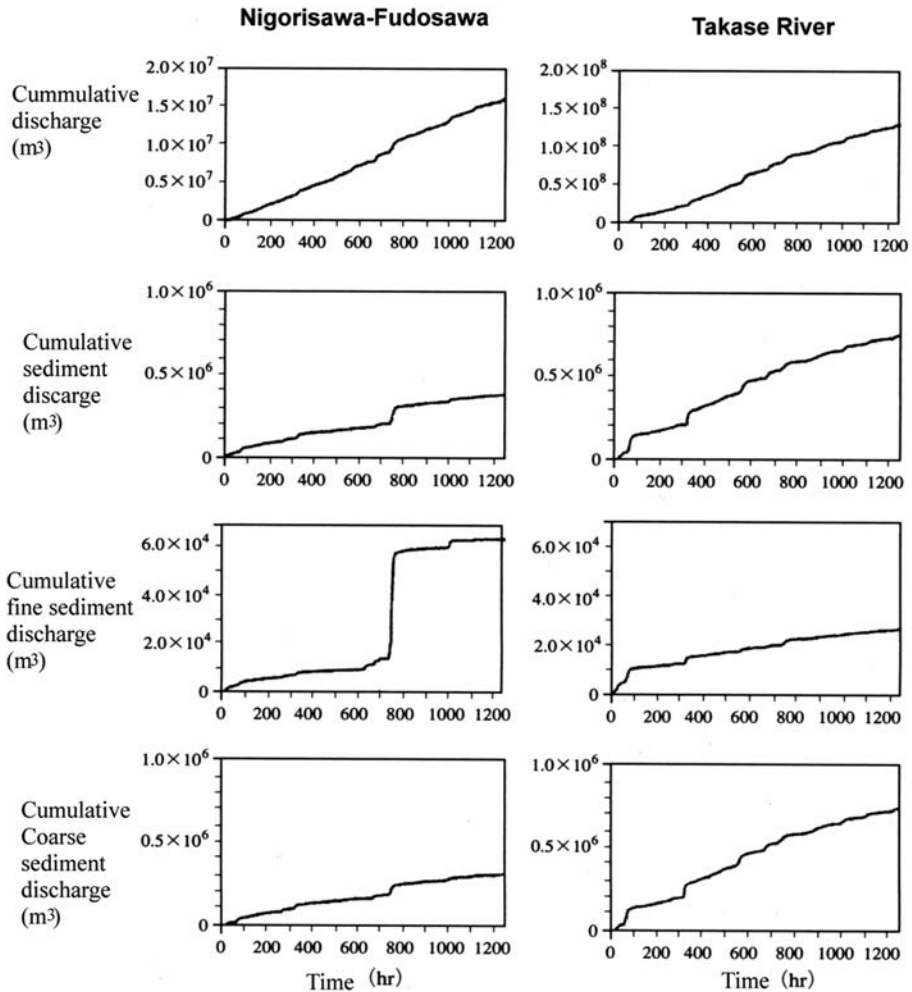 Nigorisawa-Fudosawa
Takase River
Cummulative
discharge
(m3)
2.0×10⁷
1.5×10⁷
1.0×10⁷
0.5×10⁷
0
0 200 400 600 800 1000 1200
2.0×10⁸
1.5×10⁸
1.0×10⁸
0.5×10⁸
0
0 200 400 600 800 1000 1200
Cumulative
sediment
discarge
(m3)
1.0×10⁶
0.5×10⁶
0
0 200 400 600 800 1000 1200
1.0×10⁶
0.5×10⁶
0
0 200 400 600 800 1000 1200
Cumulative
fine sediment
discharge
(m3)
6.0×10⁴
4.0×10⁴
2.0×10⁴
0
0 200 400 600 800 1000 1200
6.0×10⁴
4.0×10⁴
2.0×10⁴
0
0 200 400 600 800 1000 1200
Cumulative
Coarse
sediment
discharge
(m3)
1.0×10⁶
0.5×10⁶
0
0 200 400 600 800 1000 1200
Time (hr)
1.0×10⁶
0.5×10⁶
0
0 200 400 600 800 1000 1200
Time (hr)